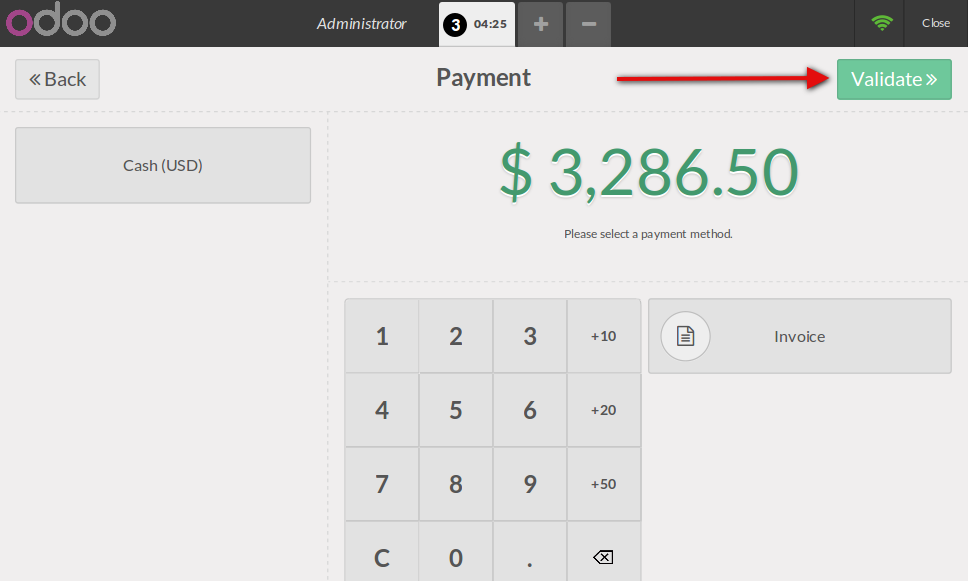 odoo
Administrator
3 04:25 + −
Close
« Back
Payment
Validate »
Cash (USD)
$ 3,286.50
Please select a payment method.
1 2 3 +10
Invoice
4 5 6 +20
7 8 9 +50
C 0 .